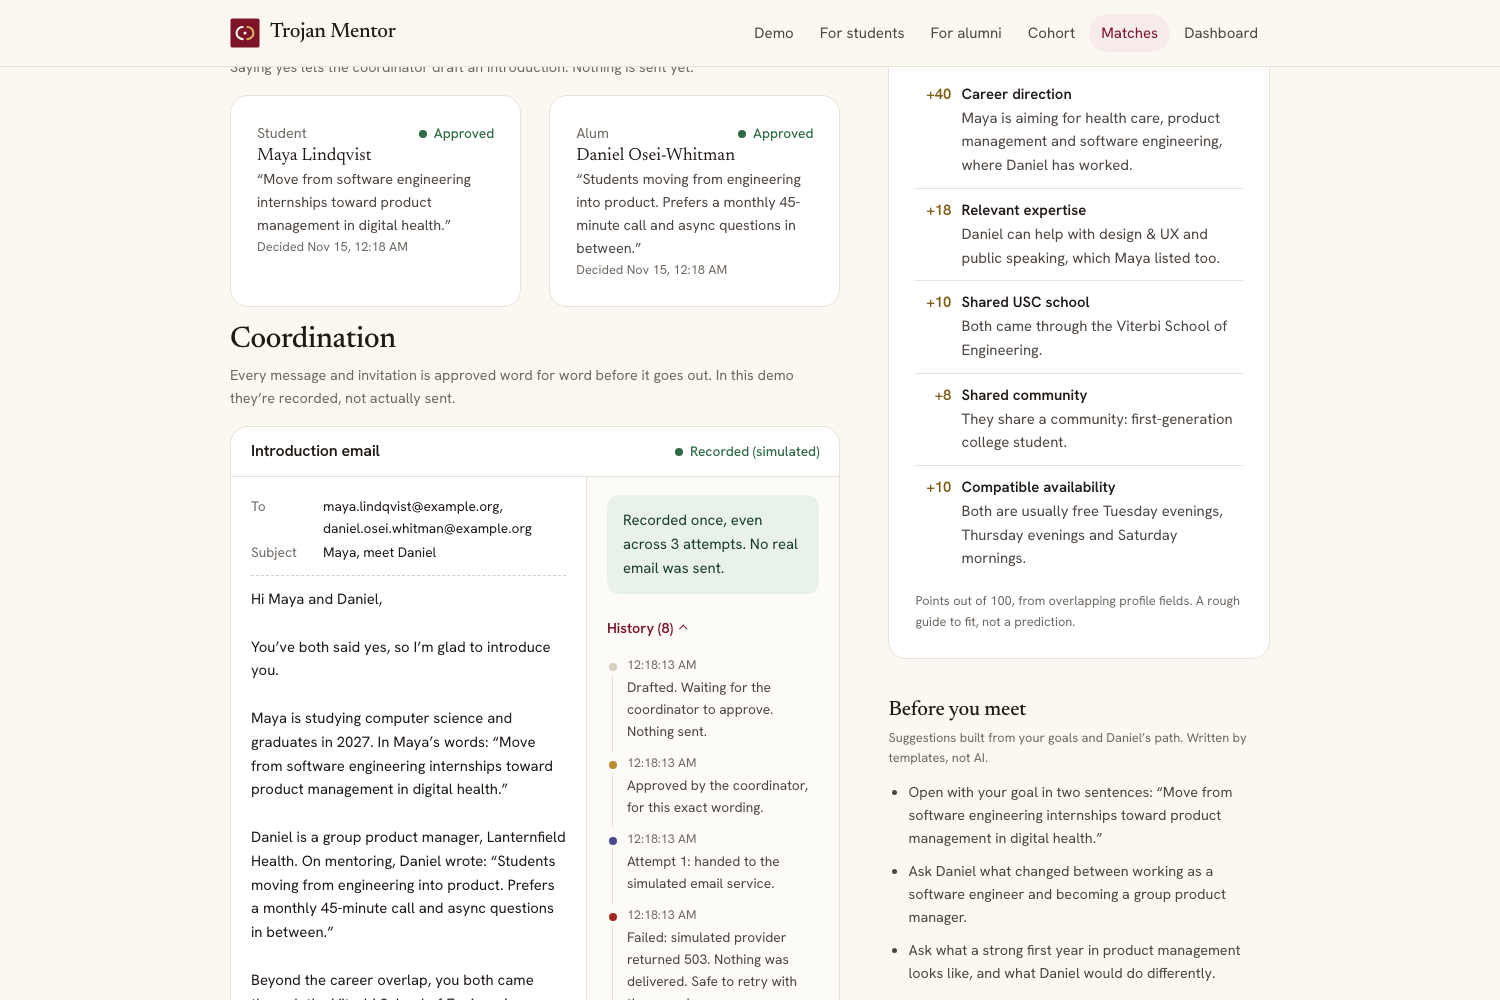 Trojan Mentor
Demo
For students
For alumni
Cohort
Matches
Dashboard
Saying yes lets the coordinator draft an introduction. Nothing is sent yet.
Student
Approved
Maya Lindqvist
“Move from software engineering
internships toward product
management in digital health.”
Decided Nov 15, 12:18 AM
Alum
Approved
Daniel Osei-Whitman
“Students moving from engineering
into product. Prefers a monthly 45-
minute call and async questions in
between.”
Decided Nov 15, 12:18 AM
Coordination
Every message and invitation is approved word for word before it goes out. In this demo
they’re recorded, not actually sent.
Introduction email
Recorded (simulated)
To
maya.lindqvist@example.org,
daniel.osei.whitman@example.org
Subject
Maya, meet Daniel
Hi Maya and Daniel,
You’ve both said yes, so I’m glad to introduce
you.
Maya is studying computer science and
graduates in 2027. In Maya’s words: “Move
from software engineering internships toward
product management in digital health.”
Daniel is a group product manager, Lanternfield
Health. On mentoring, Daniel wrote: “Students
moving from engineering into product. Prefers
a monthly 45-minute call and async questions
in between.”
Beyond the career overlap, you both came
Recorded once, even
across 3 attempts. No real
email was sent.
History (8)
12:18:13 AM
Drafted. Waiting for the
coordinator to approve.
Nothing sent.
12:18:13 AM
Approved by the coordinator,
for this exact wording.
12:18:13 AM
Attempt 1: handed to the
simulated email service.
12:18:13 AM
Failed: simulated provider
returned 503. Nothing was
delivered. Safe to retry with
+40 Career direction
Maya is aiming for health care, product
management and software engineering,
where Daniel has worked.
+18 Relevant expertise
Daniel can help with design & UX and
public speaking, which Maya listed too.
+10 Shared USC school
Both came through the Viterbi School of
Engineering.
+8 Shared community
They share a community: first-generation
college student.
+10 Compatible availability
Both are usually free Tuesday evenings,
Thursday evenings and Saturday
mornings.
Points out of 100, from overlapping profile fields. A rough
guide to fit, not a prediction.
Before you meet
Suggestions built from your goals and Daniel’s path. Written by
templates, not AI.
• Open with your goal in two sentences: “Move from
software engineering internships toward product
management in digital health.”
• Ask Daniel what changed between working as a
software engineer and becoming a group product
manager.
• Ask what a strong first year in product management
looks like, and what Daniel would do differently.